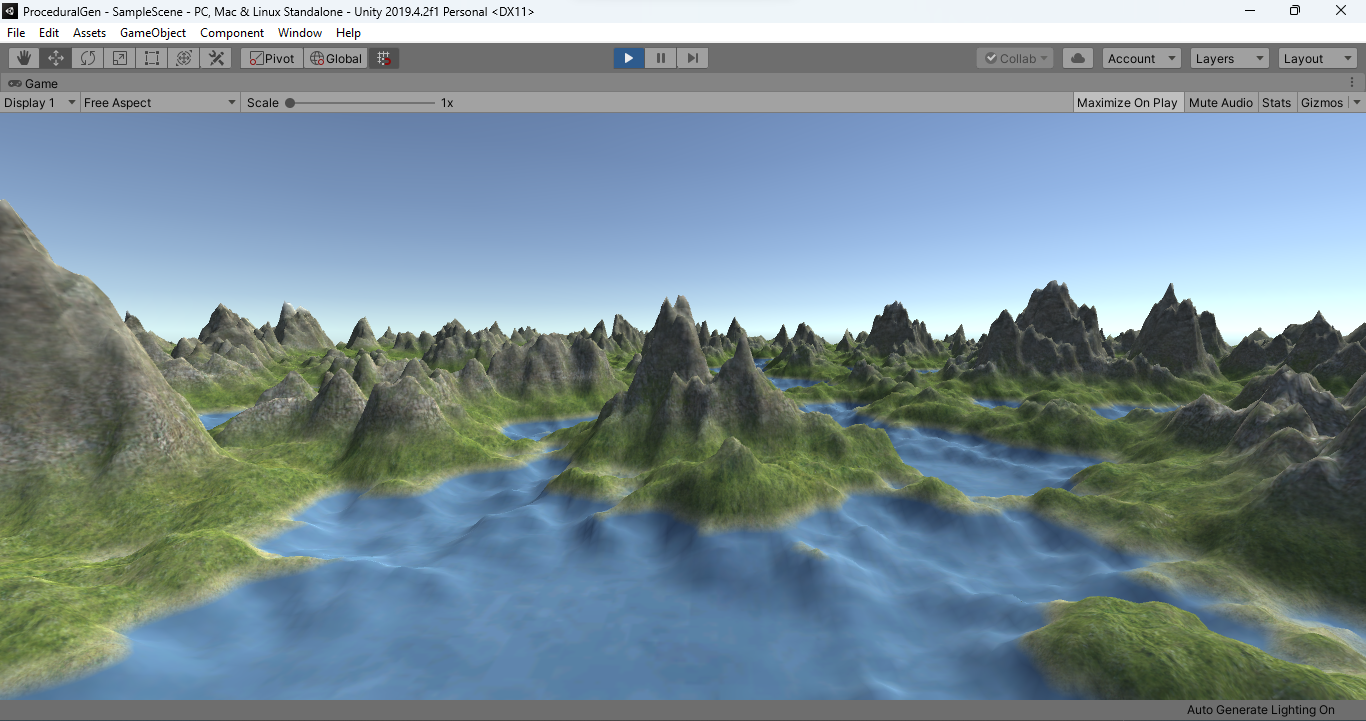 ProceduralGen - SampleScene - PC, Mac & Linux Standalone - Unity 2019.4.2f1 Personal <DX11>
File Edit Assets GameObject Component Window Help
Pivot Global Collab Account Layers Layout
Game
Display 1 Free Aspect Scale 1x Maximize On Play Mute Audio Stats Gizmos
Auto Generate Lighting On